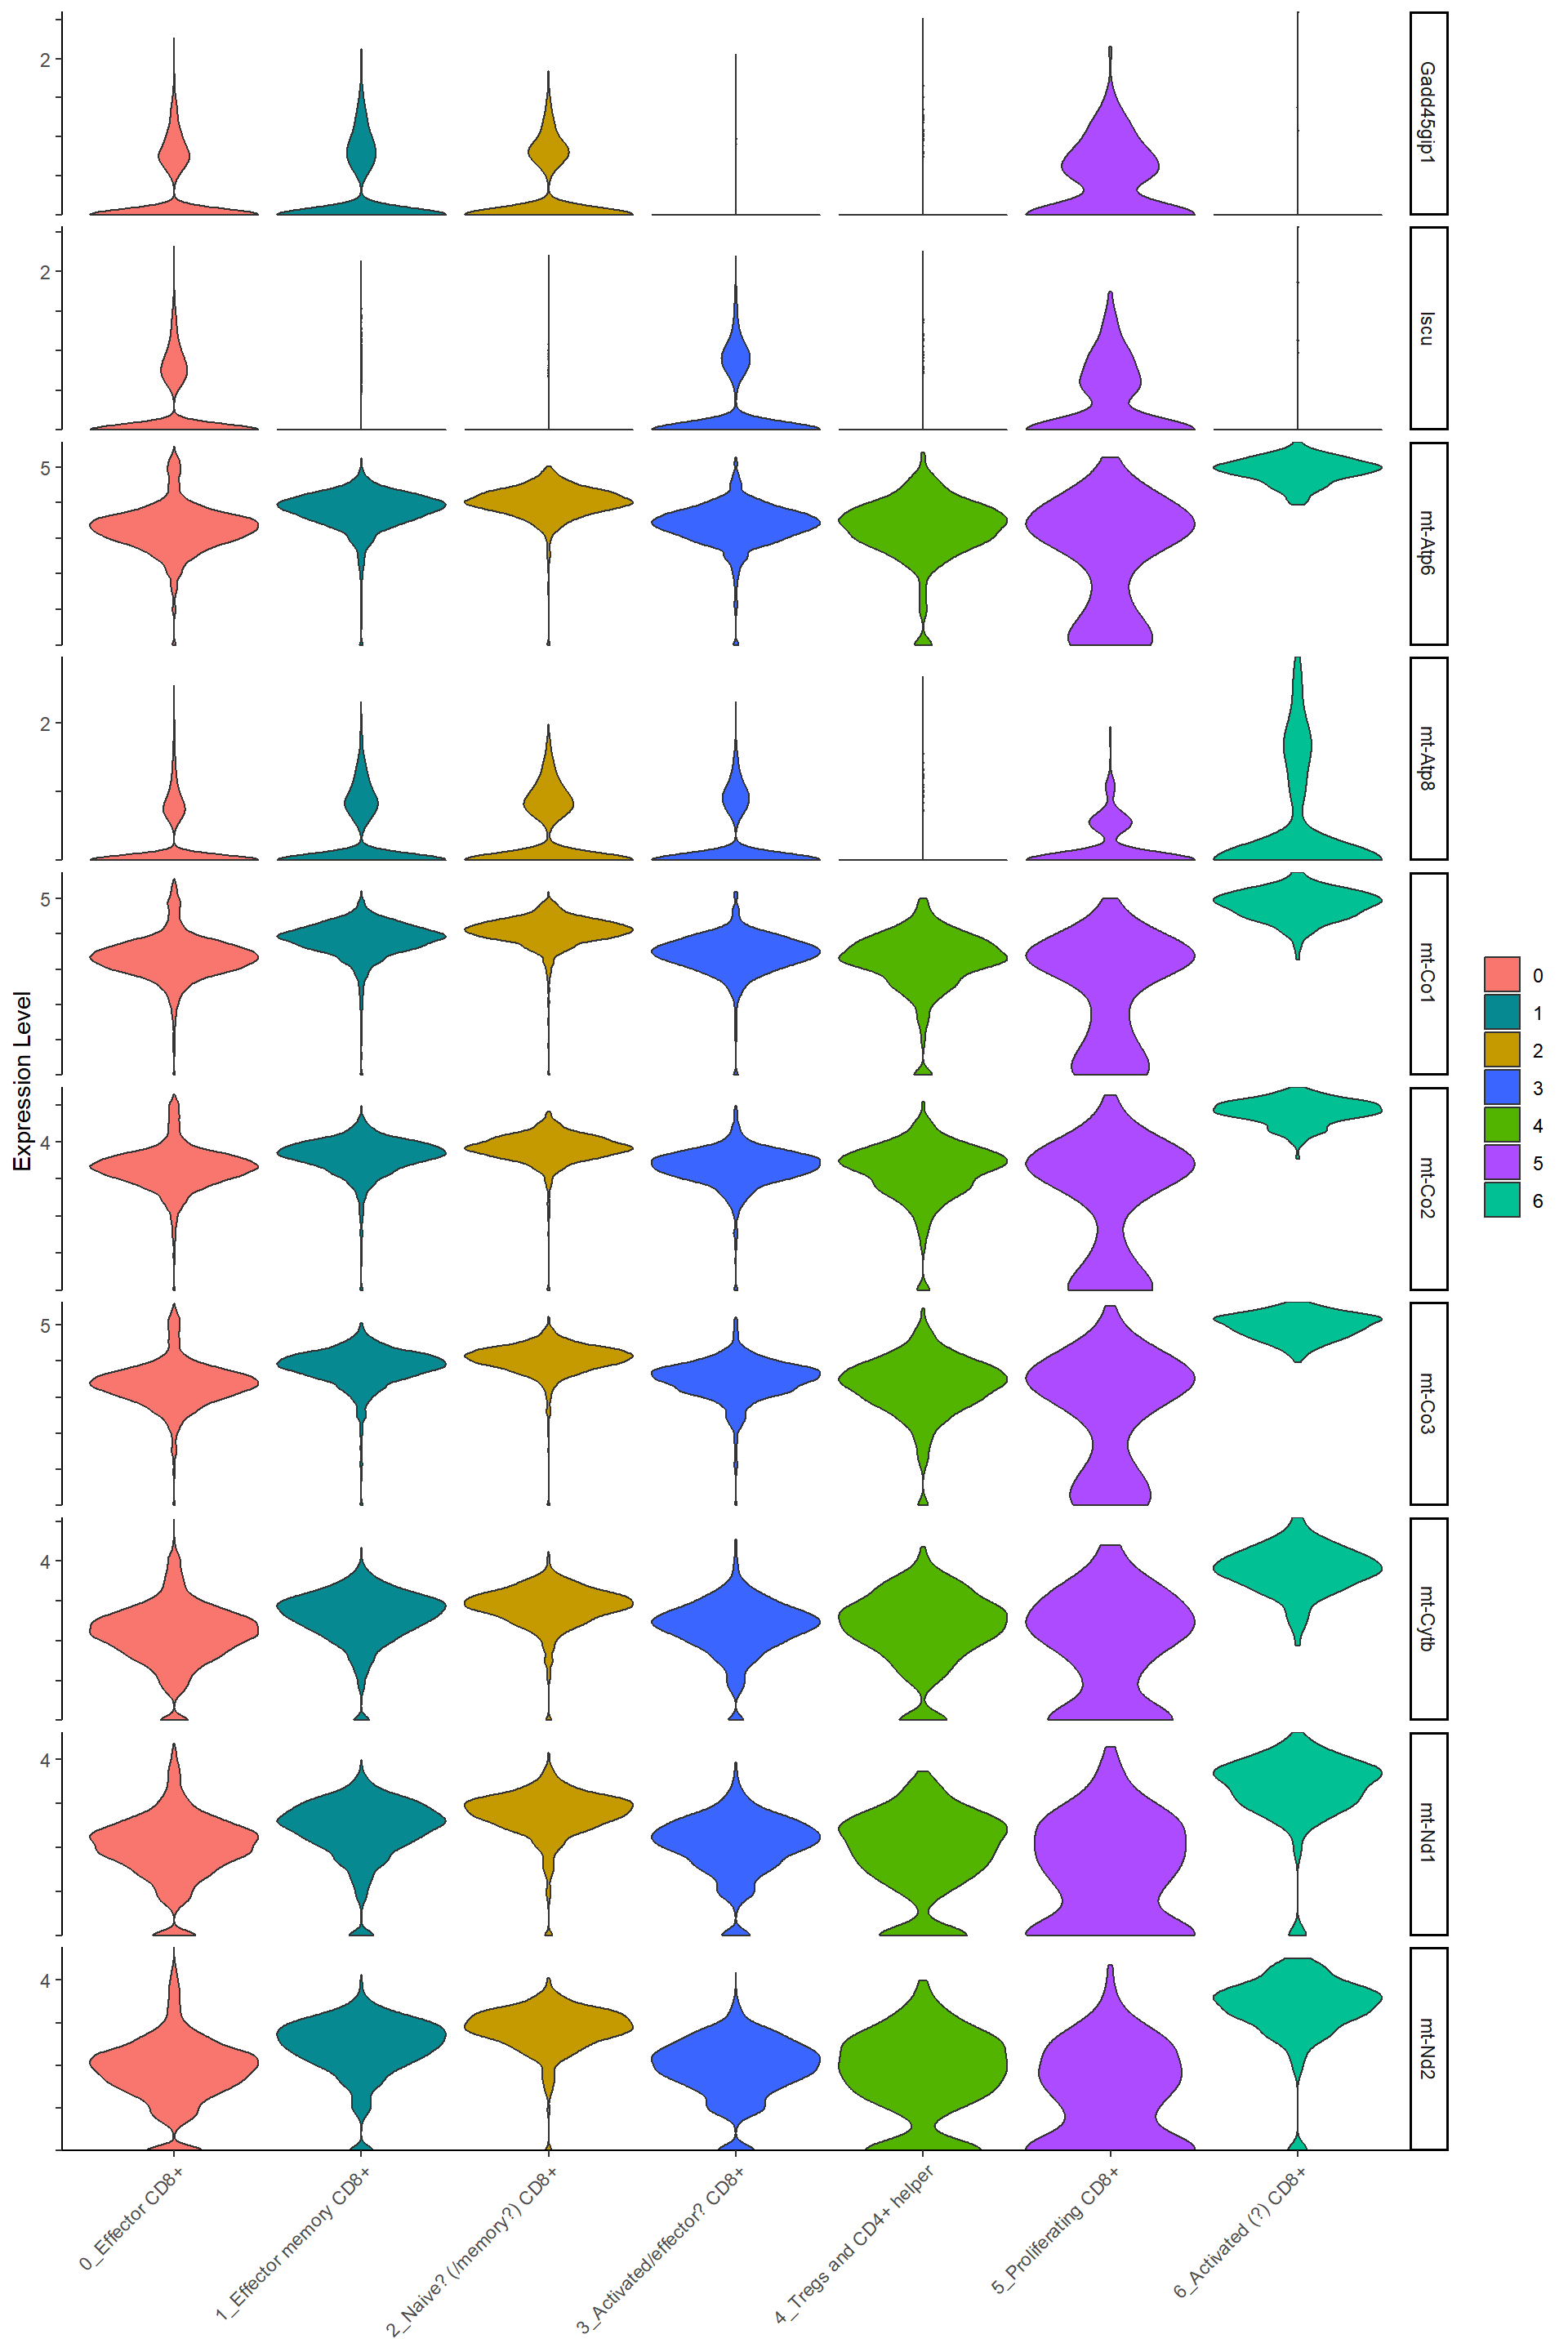 Expression Level
2
Gadd45gip1
2
Iscu
5
mt-Atp6
2
mt-Atp8
5
mt-Co1
4
mt-Co2
5
mt-Co3
4
mt-Cytb
4
mt-Nd1
4
mt-Nd2
0_Effector CD8+
1_Effector memory CD8+
2_Naive? (/memory?) CD8+
3_Activated/effector? CD8+
4_Tregs and CD4+ helper
5_Proliferating CD8+
6_Activated (?) CD8+
0
1
2
3
4
5
6